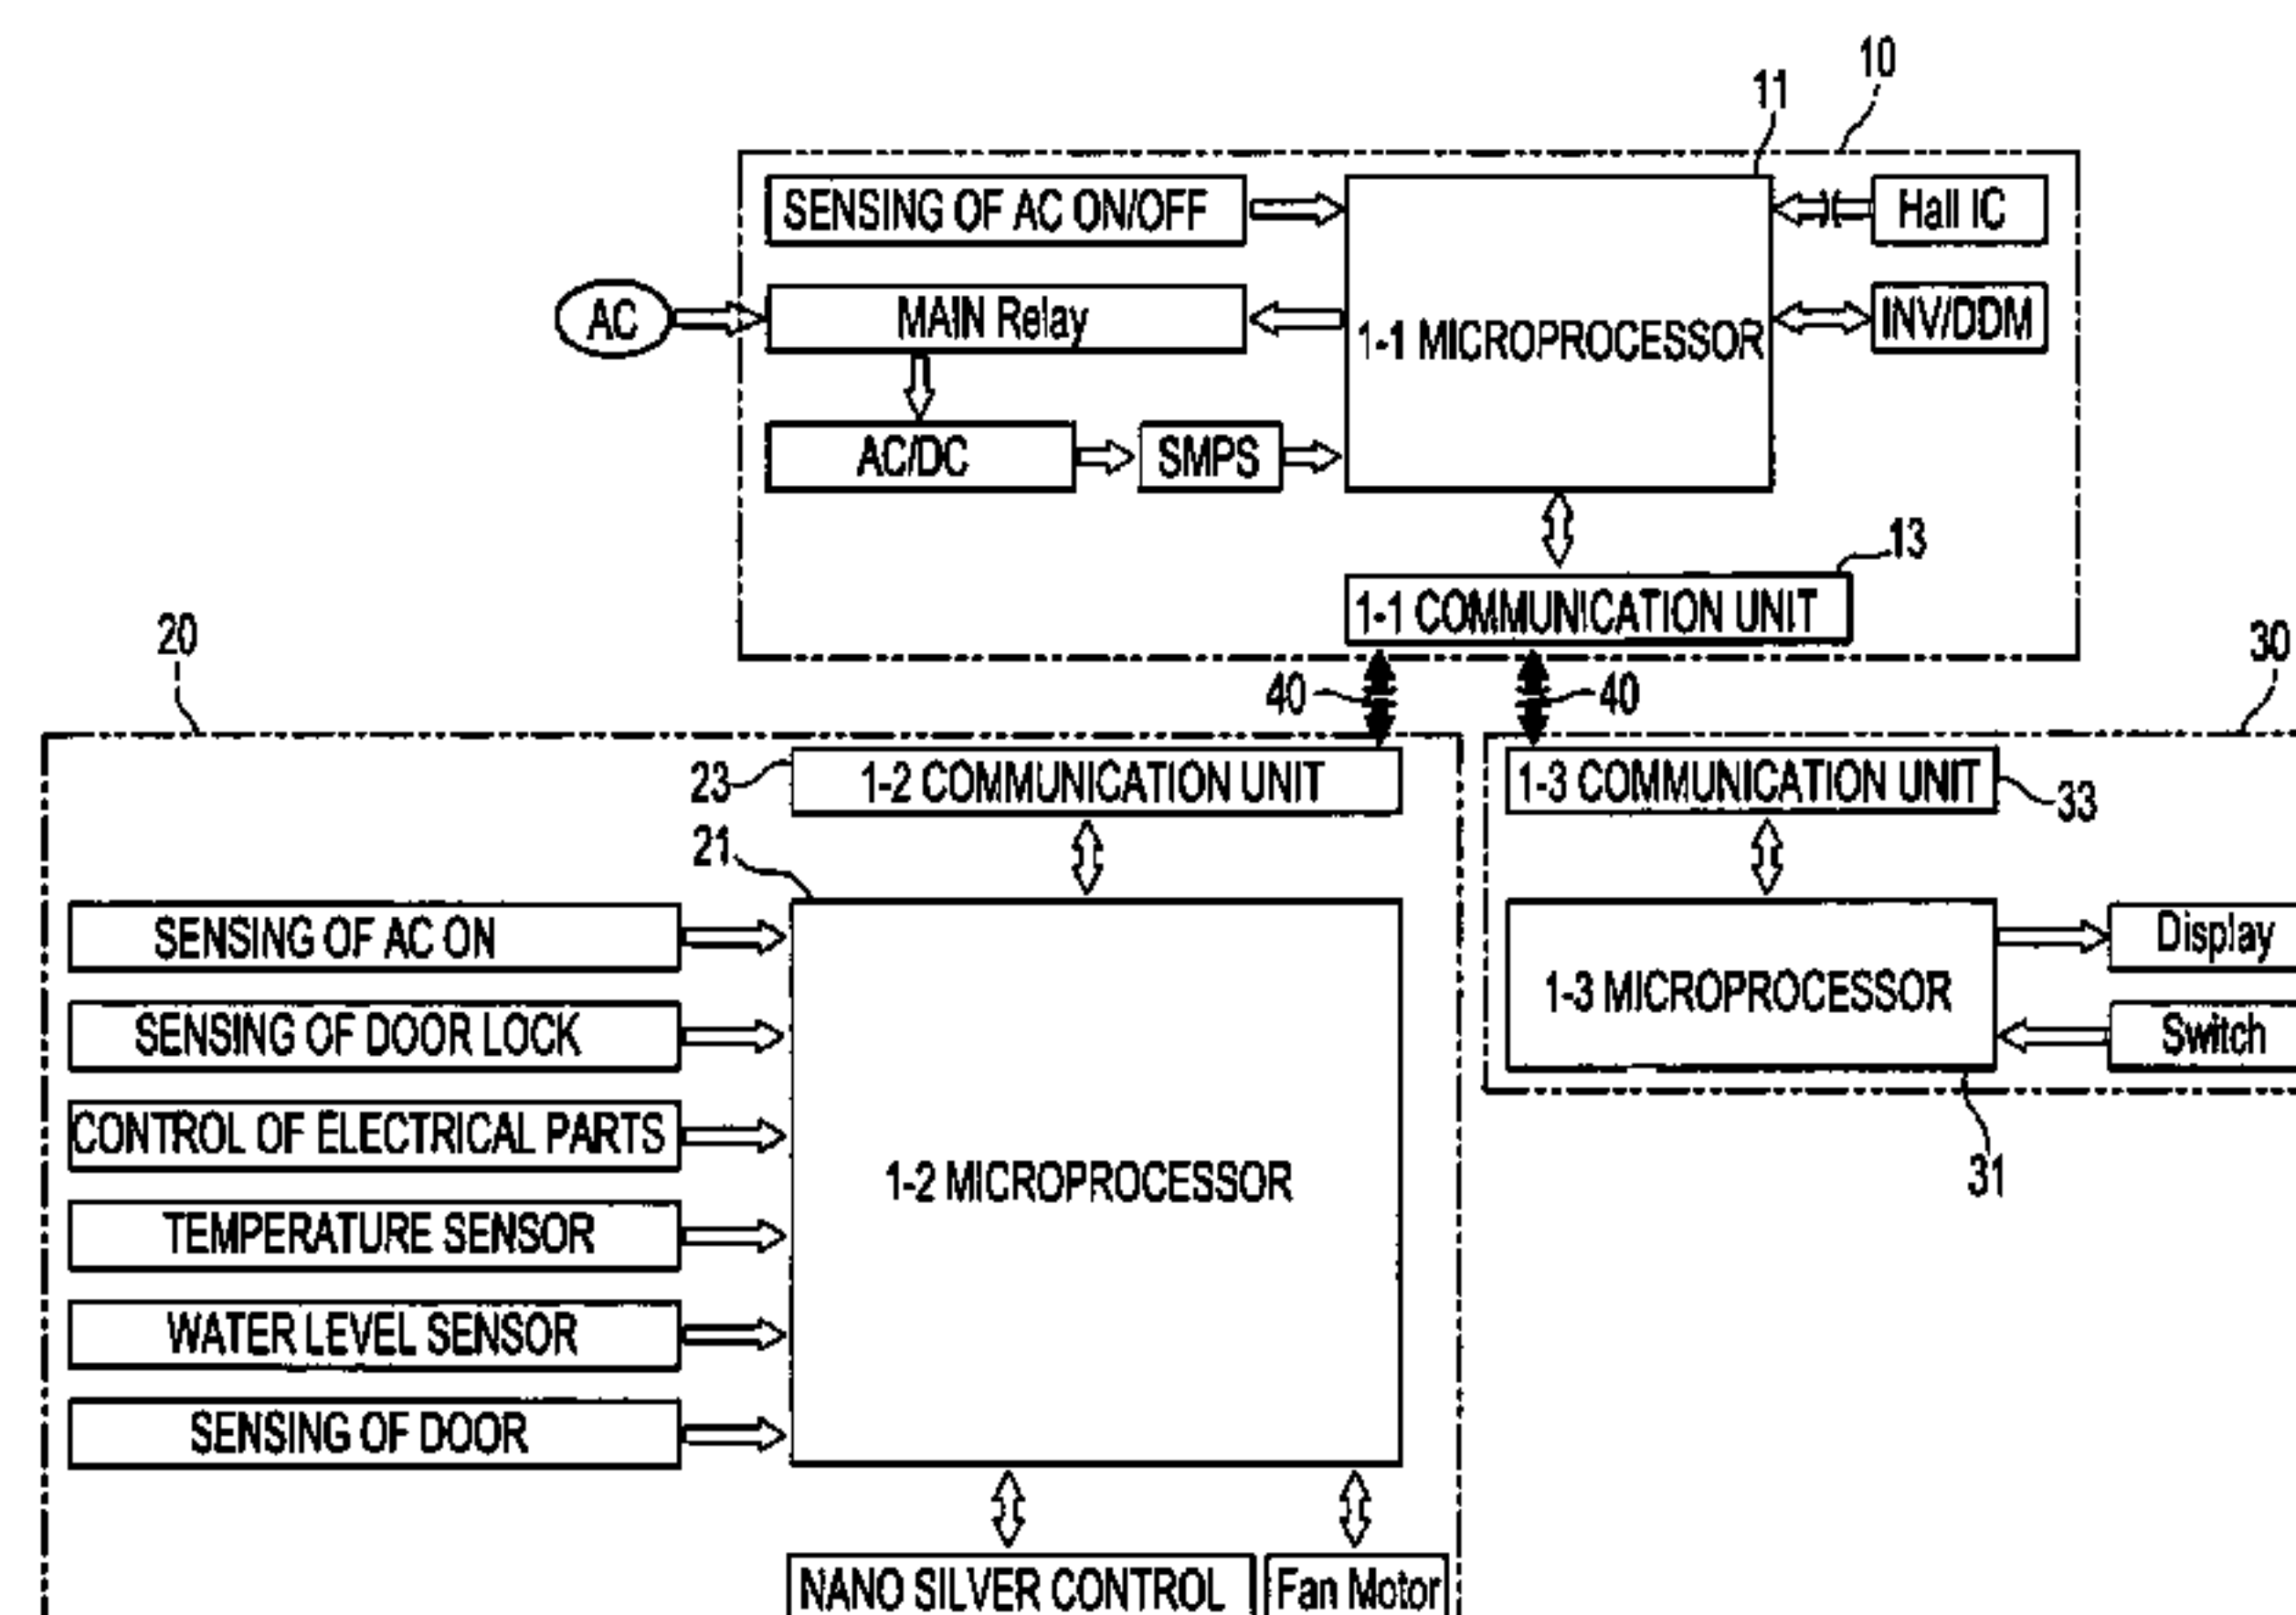 10
11
SENSING OF AC ON/OFF
Hall IC
AC
MAIN Relay
1-1 MICROPROCESSOR
INV/DDM
AC/DC
SMPS
13
1-1 COMMUNICATION UNIT
20
30
40
40
23
1-2 COMMUNICATION UNIT
1-3 COMMUNICATION UNIT
33
21
SENSING OF AC ON
Display
SENSING OF DOOR LOCK
1-3 MICROPROCESSOR
Switch
CONTROL OF ELECTRICAL PARTS
1-2 MICROPROCESSOR
31
TEMPERATURE SENSOR
WATER LEVEL SENSOR
SENSING OF DOOR
NANO SILVER CONTROL
Fan Motor